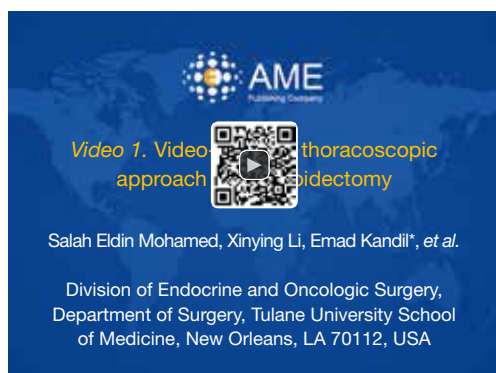 AME
Publishing Company
Video 1. Video- thoracoscopic
approach idectomy
Salah Eldin Mohamed, Xinying Li, Emad Kandil*, et al.
Division of Endocrine and Oncologic Surgery,
Department of Surgery, Tulane University School
of Medicine, New Orleans, LA 70112, USA